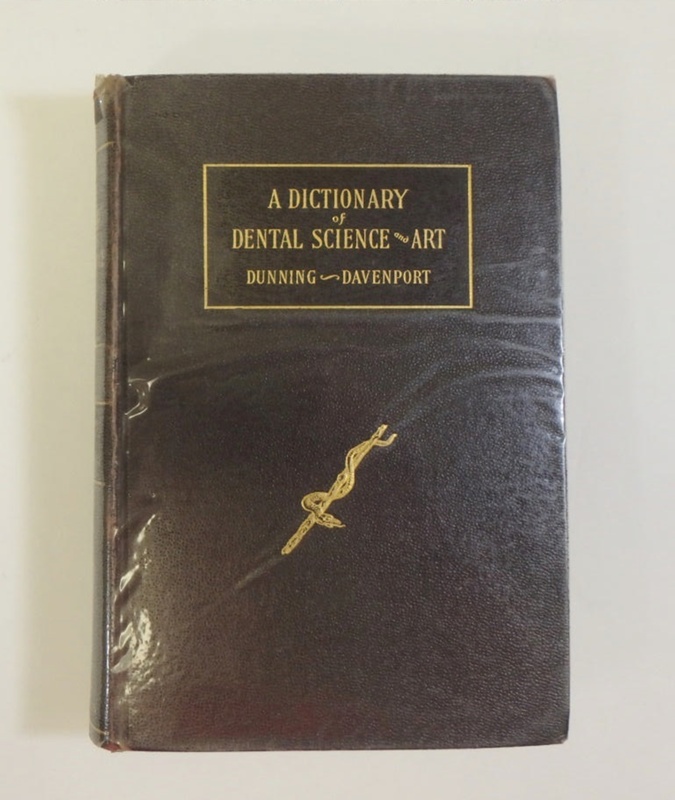 A DICTIONARY
of
DENTAL SCIENCE and ART
DUNNING ~ DAVENPORT